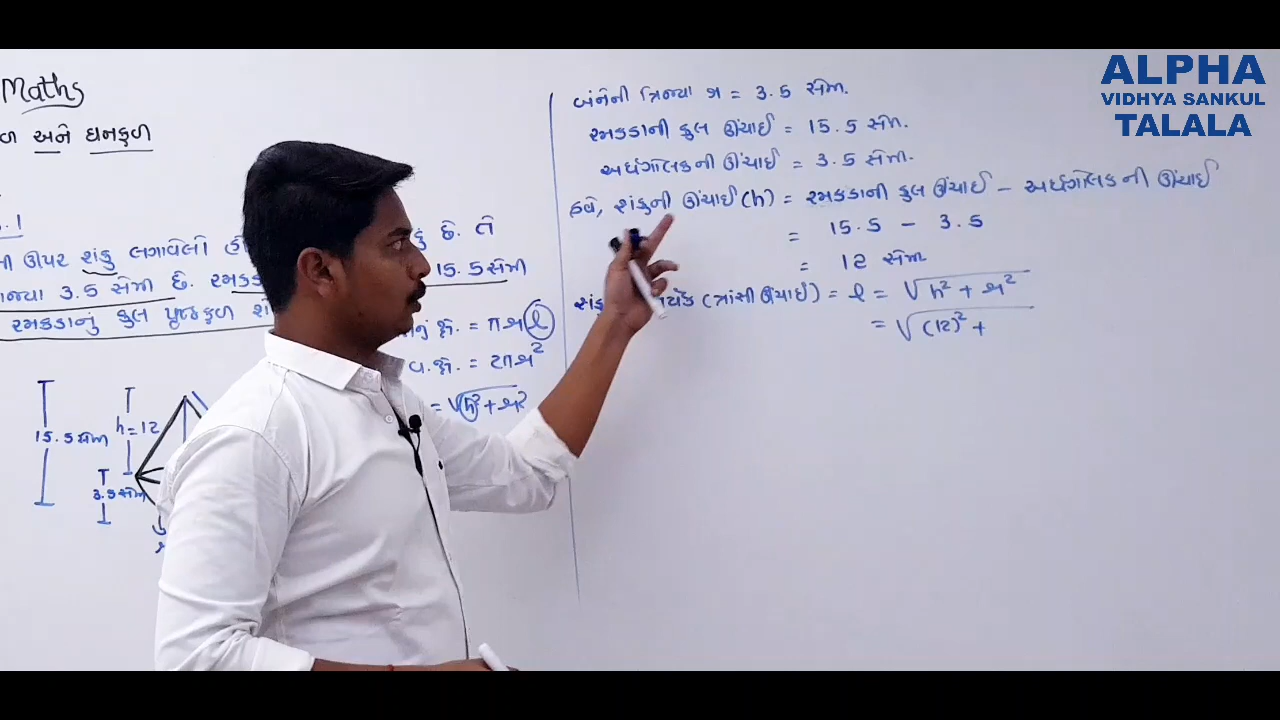 ALPHA
VIDHYA SANKUL
TALALA
Maths
અને ઘનફળ
.1
ઉપર શંકુ લગાવેલો
છે. તે
3.5 સેમી છે.
15.5 સેમી
રમકડાનું કુલ પૃષ્ઠફળ
= πr l
= 2πr²
= √h² + r²
15.5 સેમી
h = 12
3.5 સેમી
બંનેની ત્રિજ્યા r = 3.5 સેમી.
રમકડાની કુલ ઊંચાઈ = 15.5 સેમી.
અર્ધગોલકની ઊંચાઈ = 3.5 સેમી.
હવે, શંકુની ઊંચાઈ (h) = રમકડાની કુલ ઊંચાઈ - અર્ધગોલકની ઊંચાઈ
= 15.5 - 3.5
= 12 સેમી
(ત્રાંસી ઊંચાઈ) = l = √h² + r²
= √(12)² +